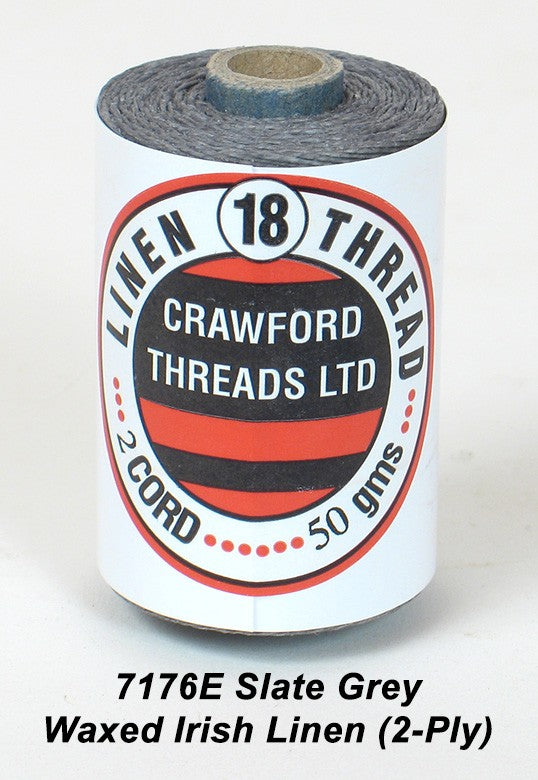 18
LINEN THREAD
CRAWFORD
THREADS LTD
2 CORD ...... 50 gms
7176E Slate Grey
Waxed Irish Linen (2-Ply)